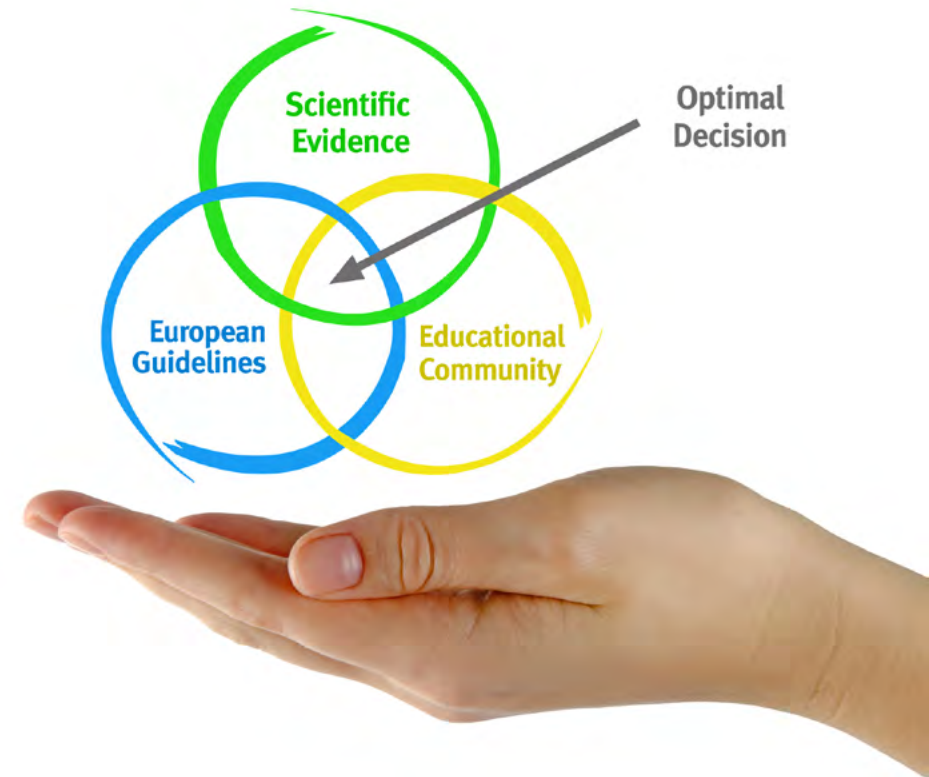 Scientific
Evidence
Optimal
Decision
European
Guidelines
Educational
Community